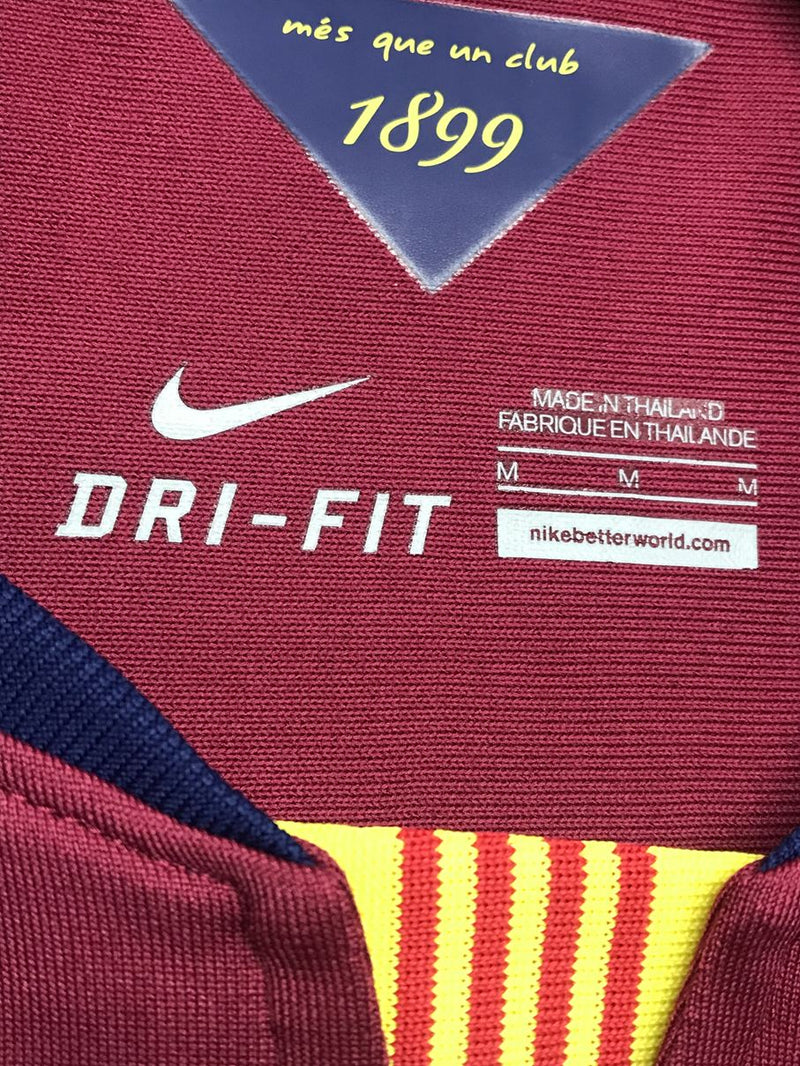 més que un club
1899
DRI-FIT
MADE IN THAILAND
FABRIQUE EN THAILANDE
M M M
nikebetterworld.com